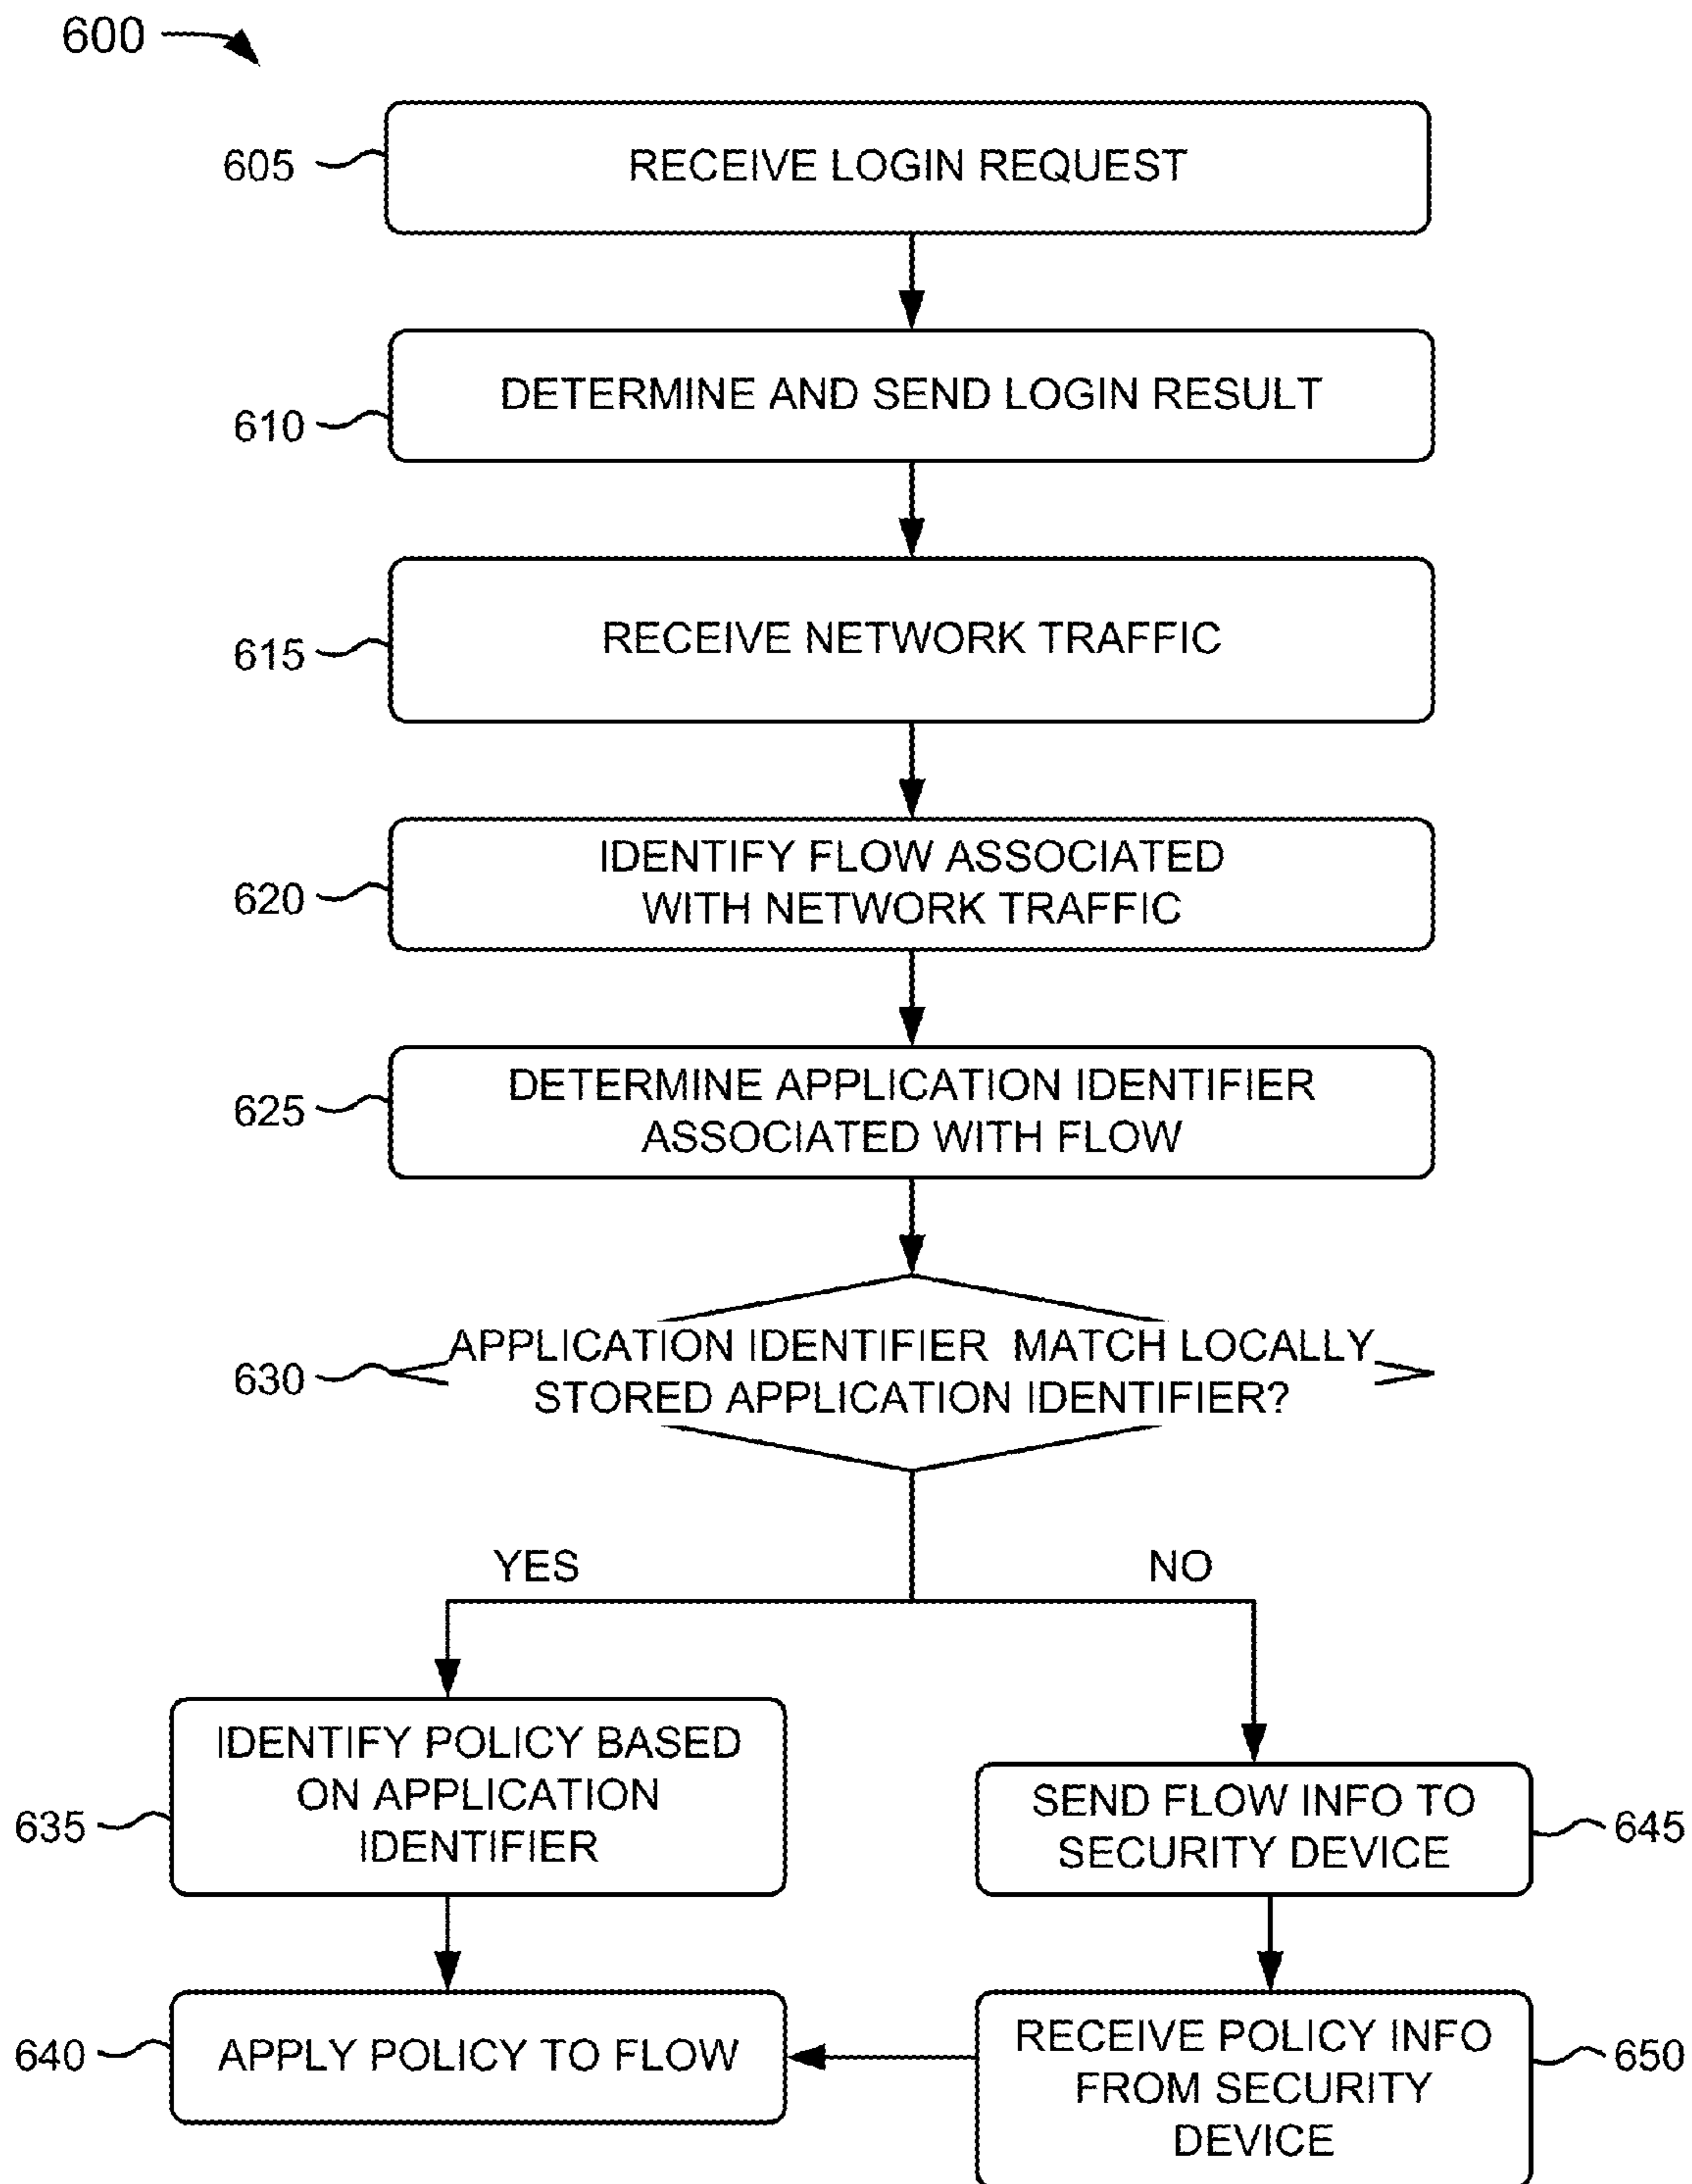 600
605
RECEIVE LOGIN REQUEST
610
DETERMINE AND SEND LOGIN RESULT
615
RECEIVE NETWORK TRAFFIC
620
IDENTIFY FLOW ASSOCIATED
WITH NETWORK TRAFFIC
625
DETERMINE APPLICATION IDENTIFIER
ASSOCIATED WITH FLOW
630
APPLICATION IDENTIFIER MATCH LOCALLY
STORED APPLICATION IDENTIFIER?
YES
NO
635
IDENTIFY POLICY BASED
ON APPLICATION
IDENTIFIER
SEND FLOW INFO TO
SECURITY DEVICE
645
640
APPLY POLICY TO FLOW
RECEIVE POLICY INFO
FROM SECURITY
DEVICE
650